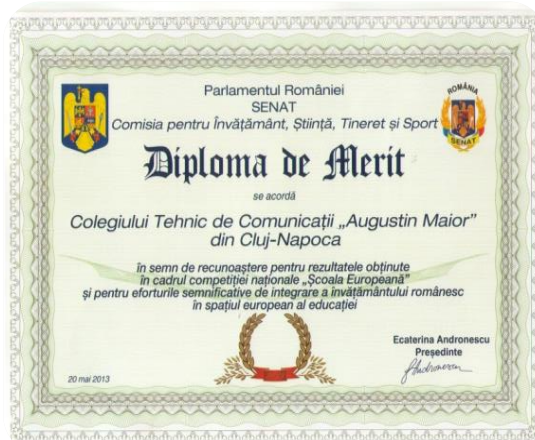 Parlamentul României
SENAT
Comisia pentru Învățământ, Știință, Tineret și Sport
ROMÂNIA
SENAT
Diploma de Merit
se acordă
Colegiului Tehnic de Comunicații „Augustin Maior”
din Cluj-Napoca
în semn de recunoaștere pentru rezultatele obținute
în cadrul competiției naționale „Școala Europeană”
și pentru eforturile semnificative de integrare a învățământului românesc
în spațiul european al educației
Ecaterina Andronescu
Președinte
20 mai 2013